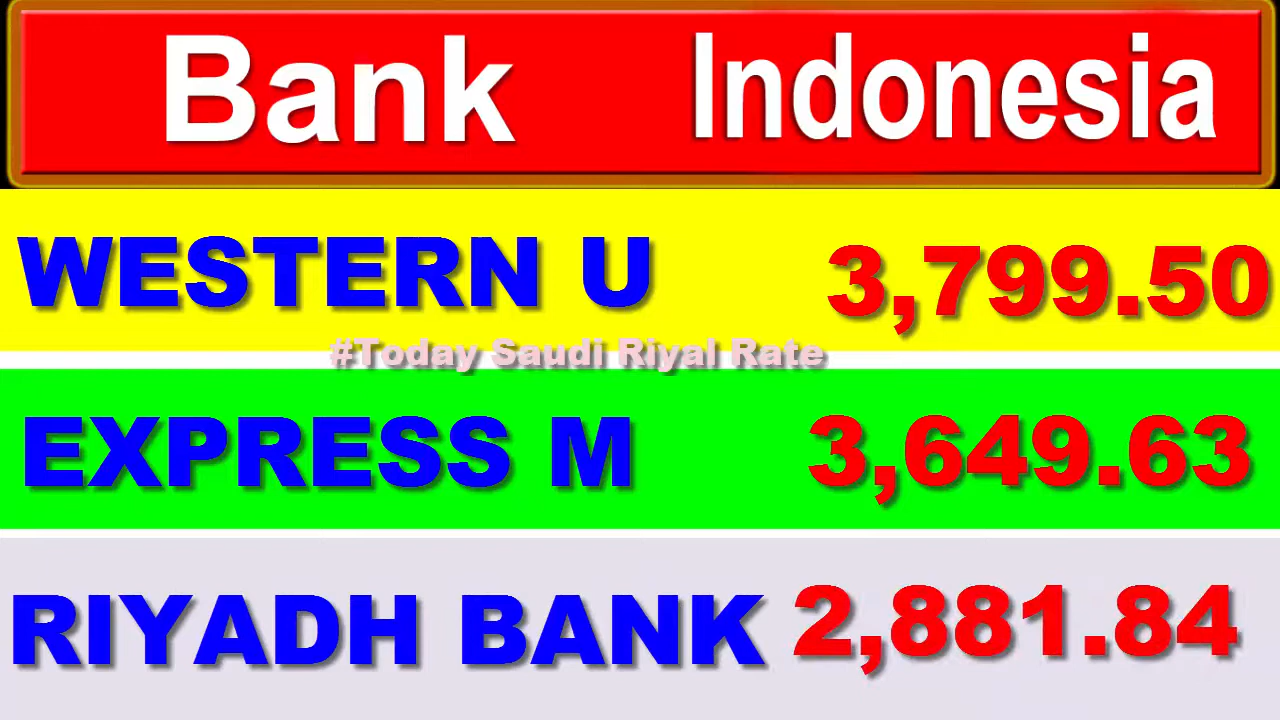 Bank Indonesia
WESTERN U 3,799.50
#Today Saudi Riyal Rate
EXPRESS M 3,649.63
RIYADH BANK 2,881.84